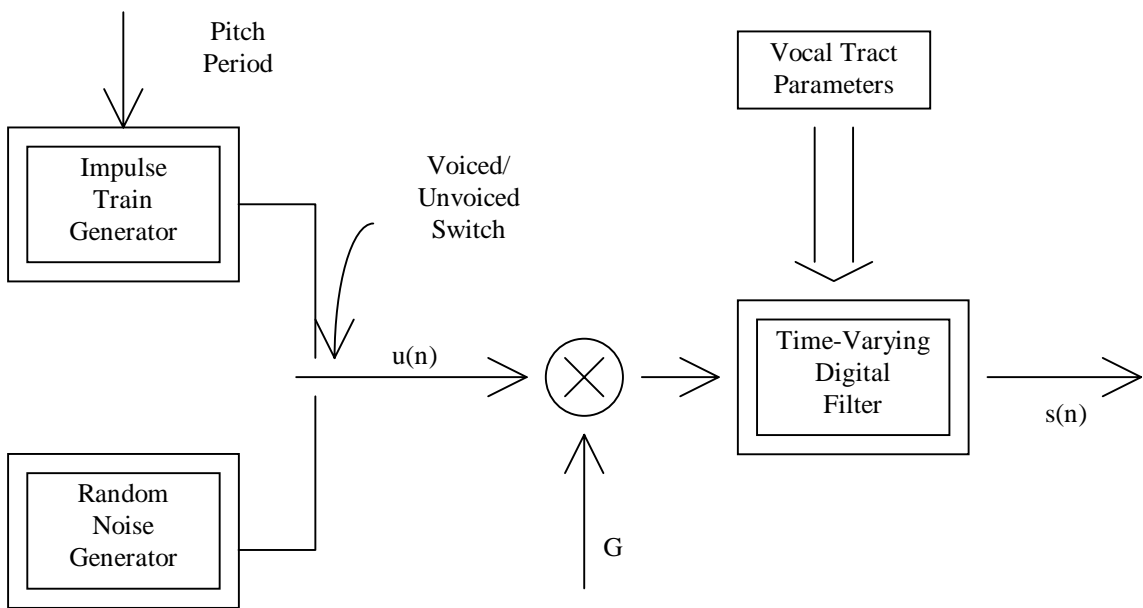 Pitch
Period
Vocal Tract
Parameters
Impulse
Train
Generator
Voiced/
Unvoiced
Switch
u(n)
Time-Varying
Digital
Filter
s(n)
Random
Noise
Generator
G